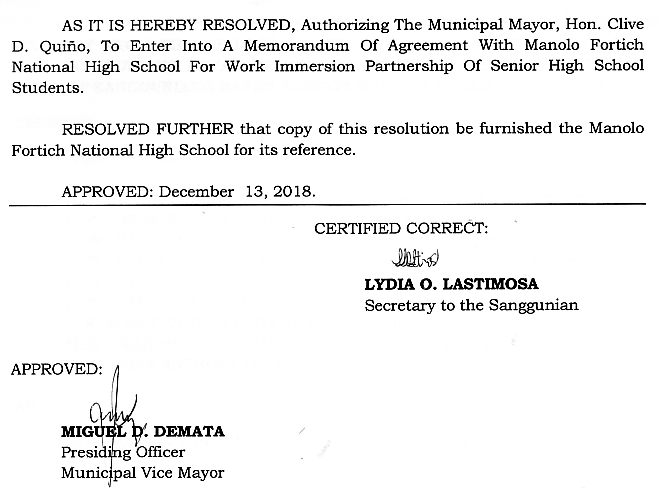 AS IT IS HEREBY RESOLVED, Authorizing The Municipal Mayor, Hon. Clive
D. Quiño, To Enter Into A Memorandum Of Agreement With Manolo Fortich
National High School For Work Immersion Partnership Of Senior High School
Students.
RESOLVED FURTHER that copy of this resolution be furnished the Manolo
Fortich National High School for its reference.
APPROVED: December 13, 2018.
CERTIFIED CORRECT:
LYDIA O. LASTIMOSA
Secretary to the Sanggunian
APPROVED:
MIGUEL D. DEMATA
Presiding Officer
Municipal Vice Mayor